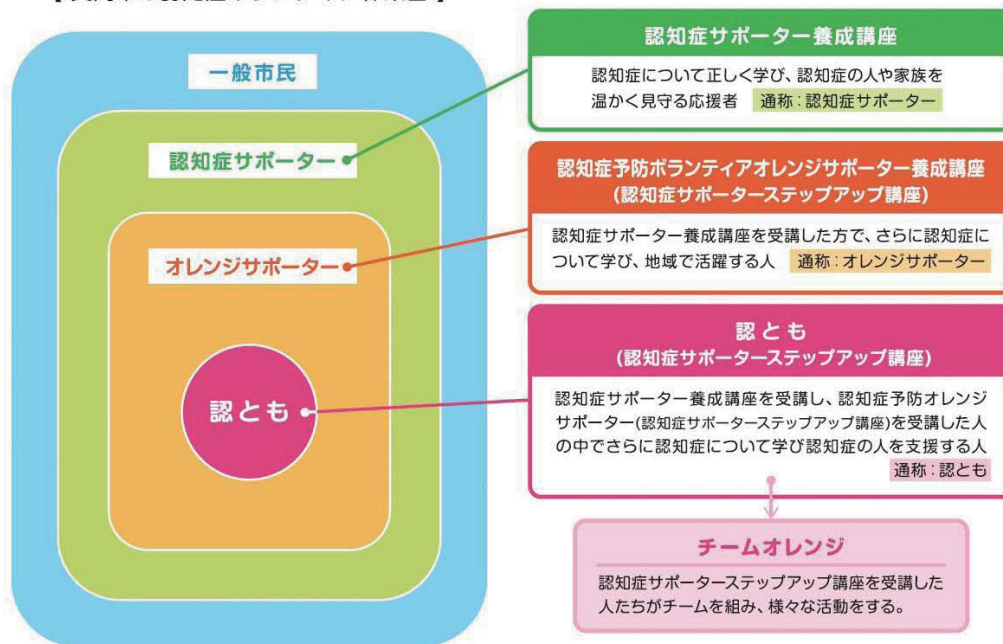 一般市民
認知症サポーター
オレンジサポーター
認とも
認知症サポーター養成講座
認知症について正しく学び、認知症の人や家族を
温かく見守る応援者 通称：認知症サポーター
認知症予防ボランティアオレンジサポーター養成講座
(認知症サポーターステップアップ講座)
認知症サポーター養成講座を受講した方で、さらに認知症に
ついて学び、地域で活躍する人 通称：オレンジサポーター
認とも
(認知症サポーターステップアップ講座)
認知症サポーター養成講座を受講し、認知症予防オレンジ
サポーター(認知症サポーターステップアップ講座)を受講した人
の中でさらに認知症について学び認知症の人を支援する人
通称：認とも
チームオレンジ
認知症サポーターステップアップ講座を受講した
人たちがチームを組み、様々な活動をする。